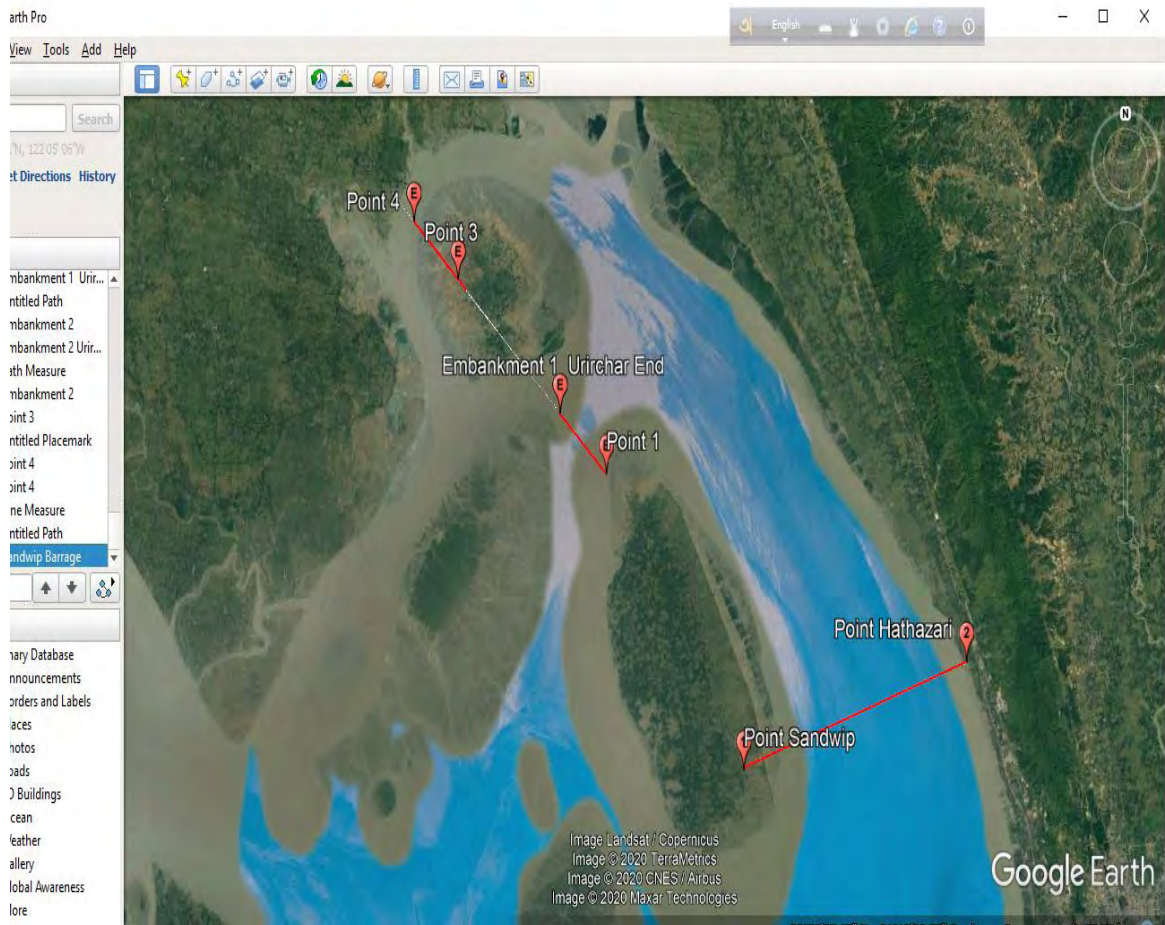 arth Pro
English
View Tools Add Help
Search
'N, 122 05' 06"W
et Directions History
mbankment 1 Urir...
ntitled Path
mbankment 2
mbankment 2 Urir...
ath Measure
mbankment 2
oint 3
ntitled Placemark
oint 4
oint 4
ine Measure
ntitled Path
andwip Barrage
nary Database
nnouncements
orders and Labels
laces
hotos
oads
D Buildings
cean
Veather
allery
lobal Awareness
lore
N
Point 4
E
Point 3
E
Embankment 1 Urirchar End
E
Point 1
Point Hathazari 2
Point Sandwip
Image Landsat / Copernicus
Image © 2020 TerraMetrics
Image © 2020 CNES / Airbus
Image © 2020 Maxar Technologies
Google Earth